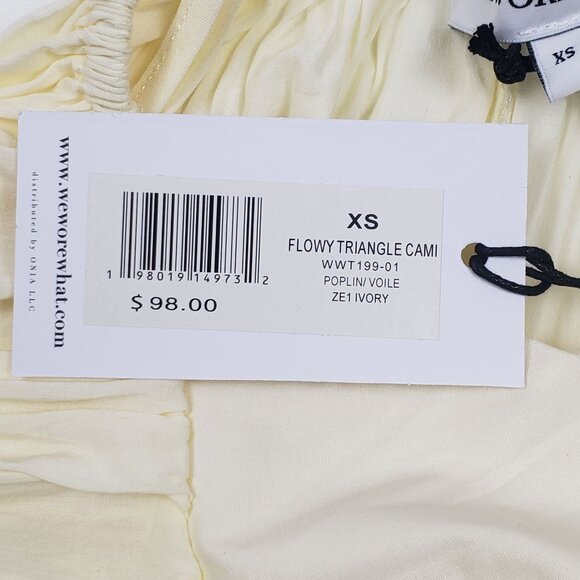 XS
www.weworewhat.com
distributed by ONIA LLC
1 98019 14973 2
$ 98.00
XS
FLOWY TRIANGLE CAMI
WWT199-01
POPLIN/ VOILE
ZE1 IVORY